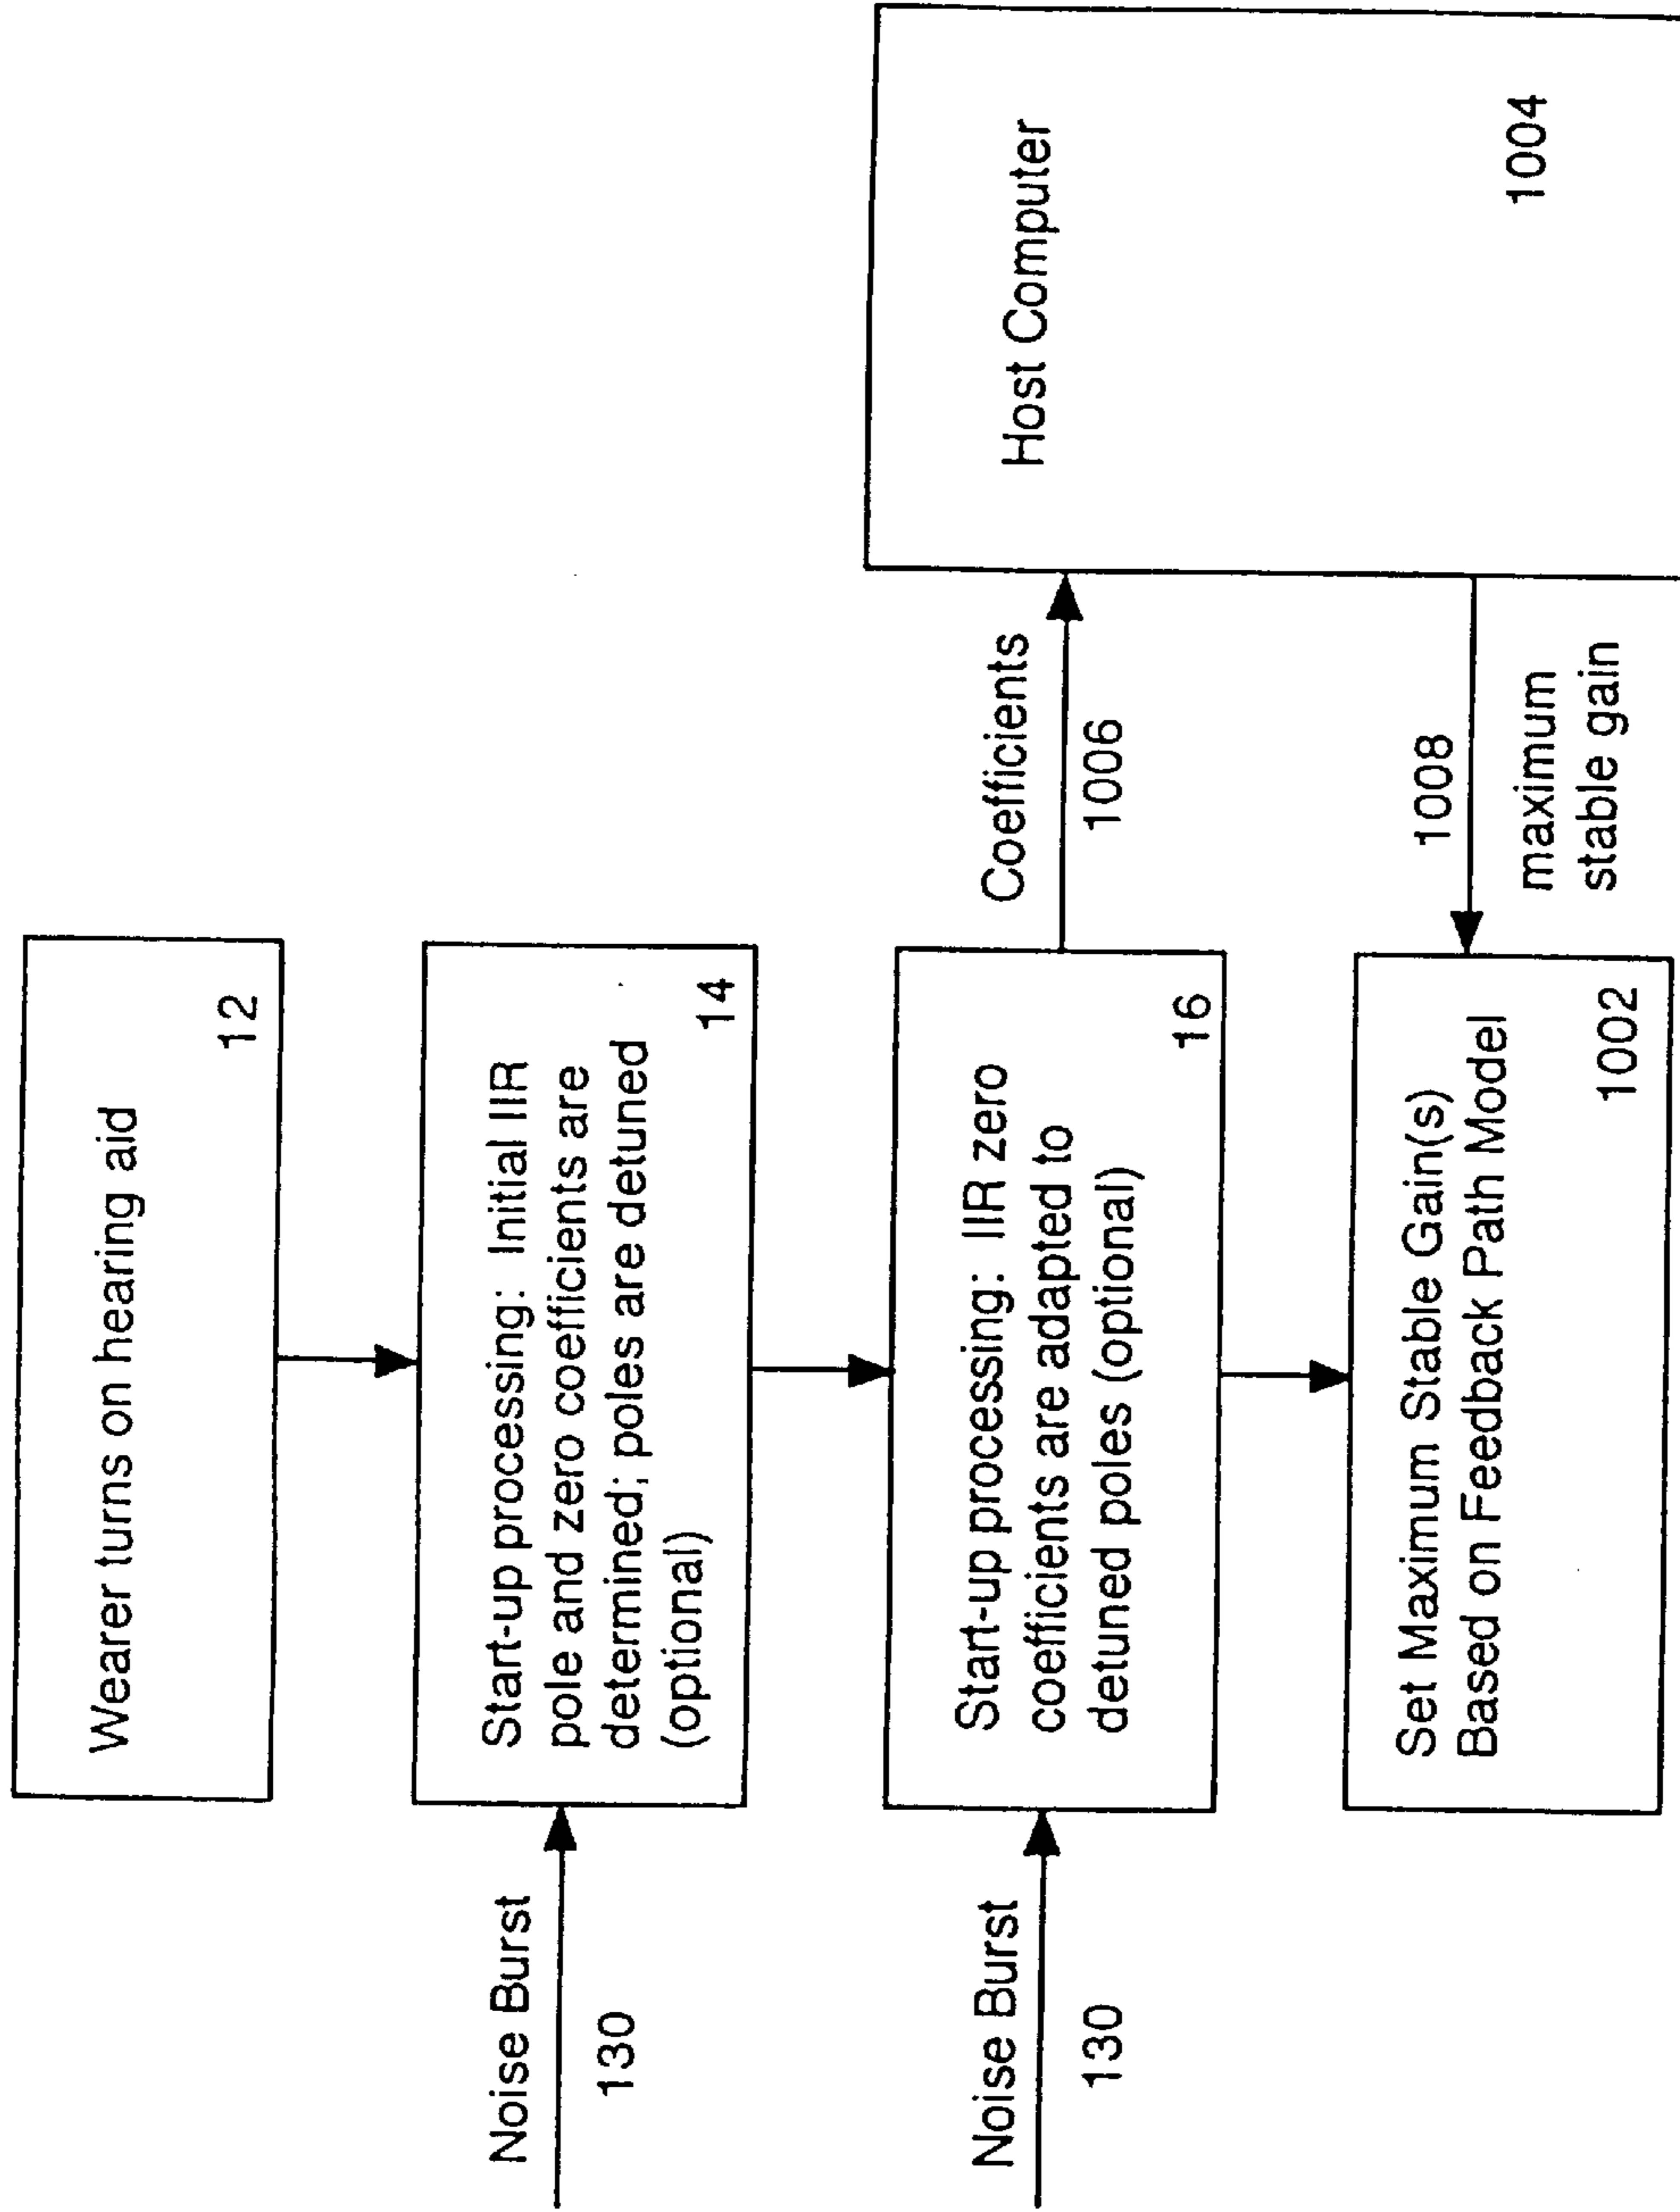 Wearer turns on hearing aid
12
Noise Burst
130
Start-up processing: Initial IIR
pole and zero coefficients are
determined; poles are detuned
(optional)
14
Noise Burst
130
Start-up processing: IIR zero
coefficients are adapted to
detuned poles (optional)
16
Coefficients
1006
Host Computer
1004
1008
maximum
stable gain
Set Maximum Stable Gain(s)
Based on Feedback Path Model
1002